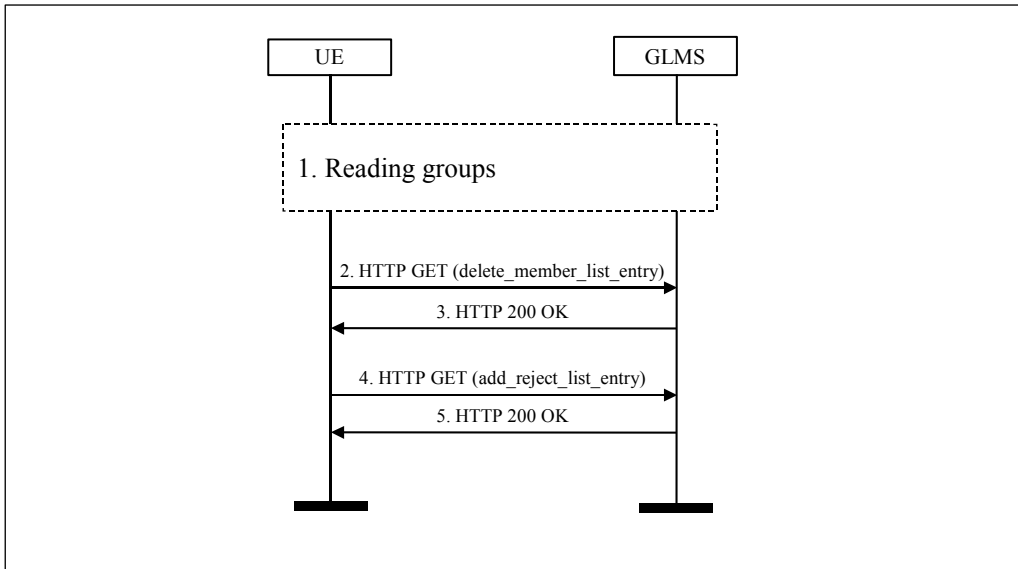 UE
GLMS
1. Reading groups
2. HTTP GET (delete_member_list_entry)
3. HTTP 200 OK
4. HTTP GET (add_reject_list_entry)
5. HTTP 200 OK